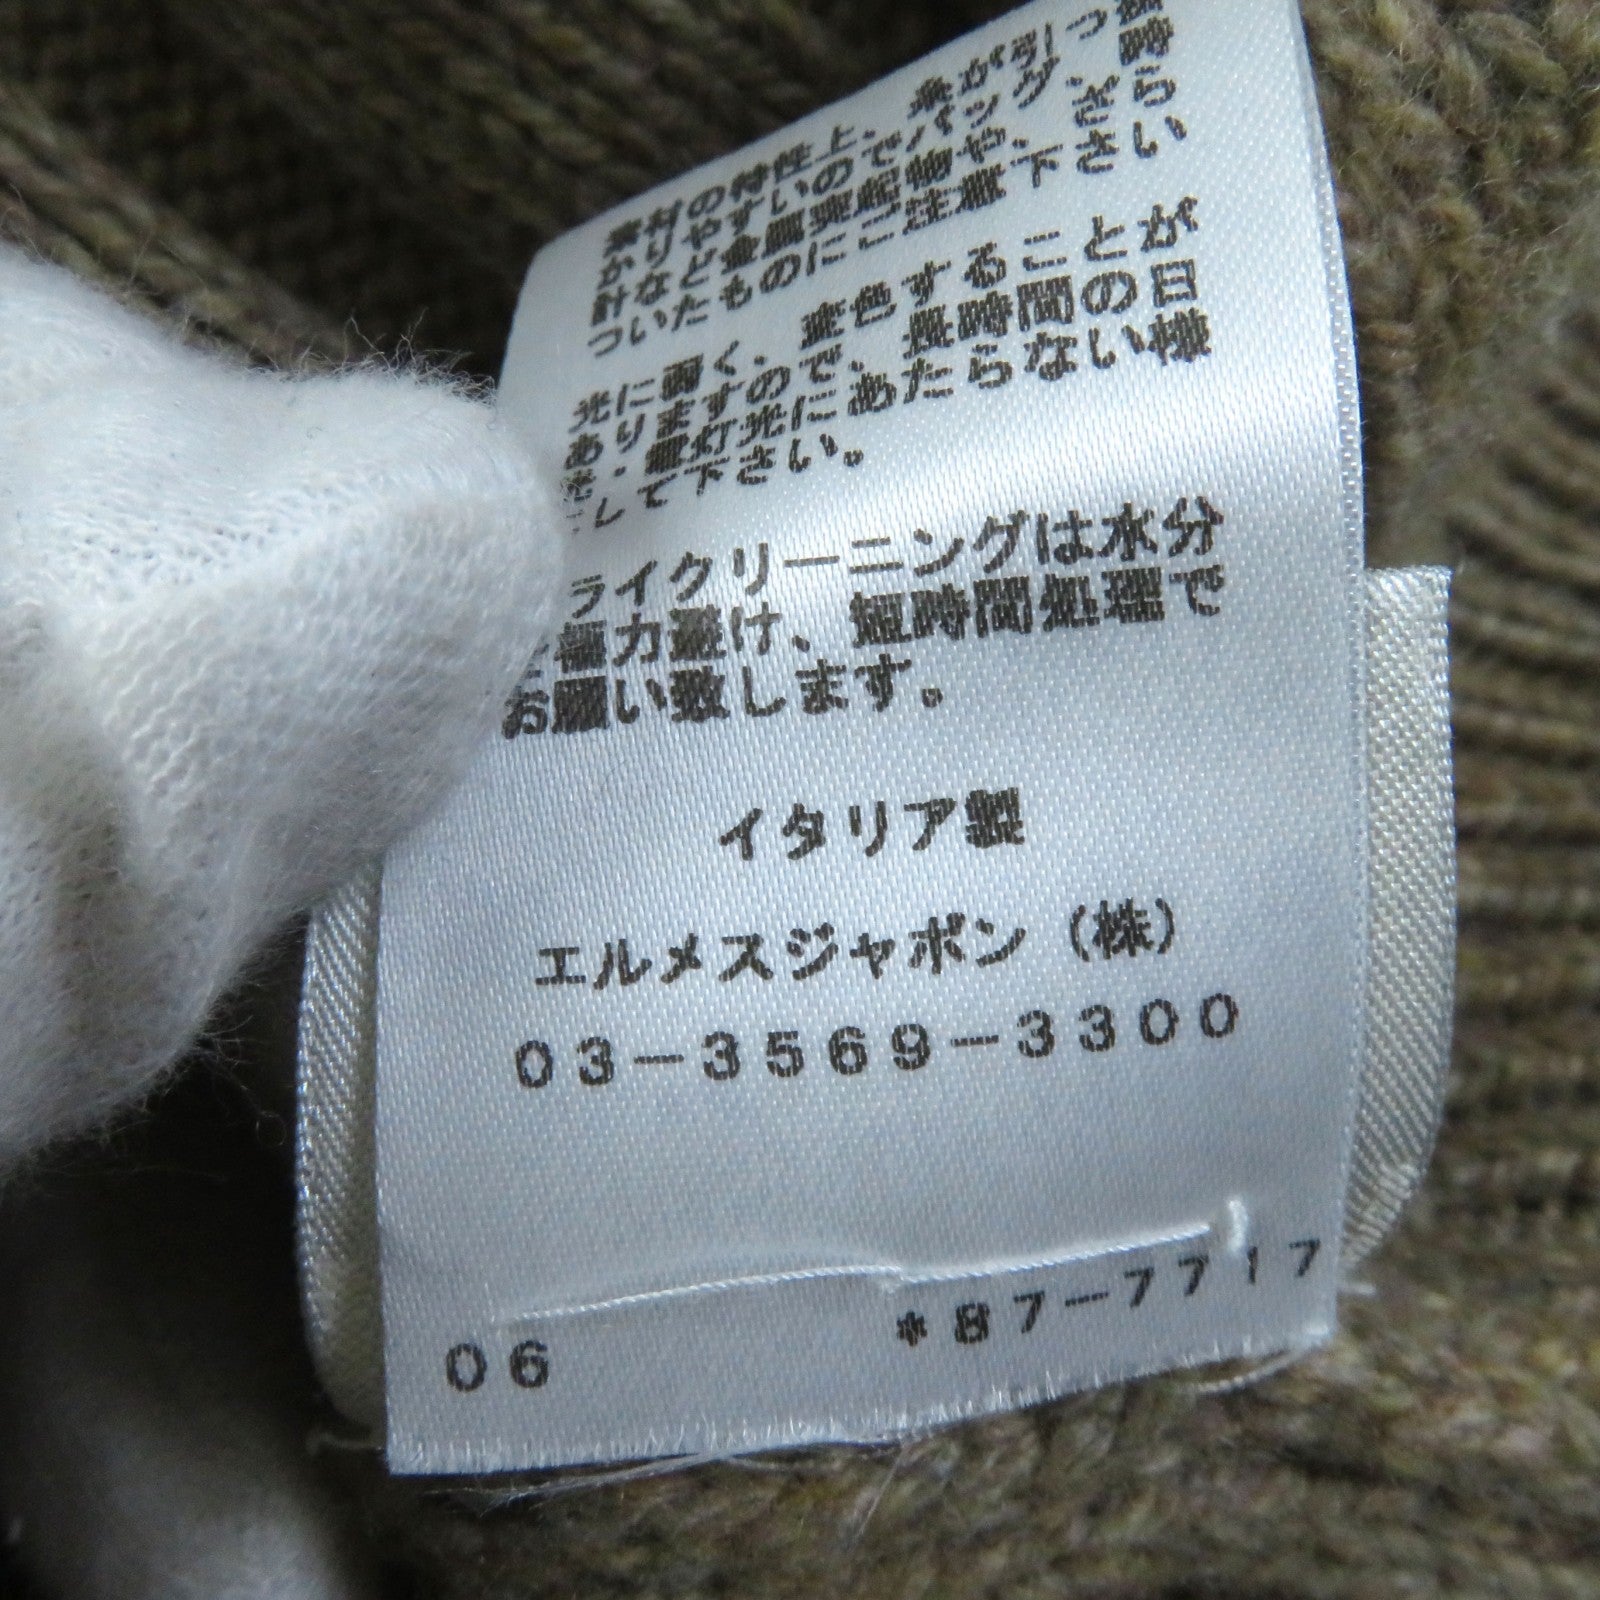 素材の特性上、糸が引っ
かりやすいのでバッグ、
計など金属突起物や、
ついたものにご注意下さい
光に弱く、変色することが
ありますので、長時間の日
光・蛍灯光にあたらない様
にして下さい。
ライクリーニングは水分
を極力避け、短時間処理で
お願い致します。
イタリア製
エルメスジャポン（株）
03-3569-3300
06
*87-7717